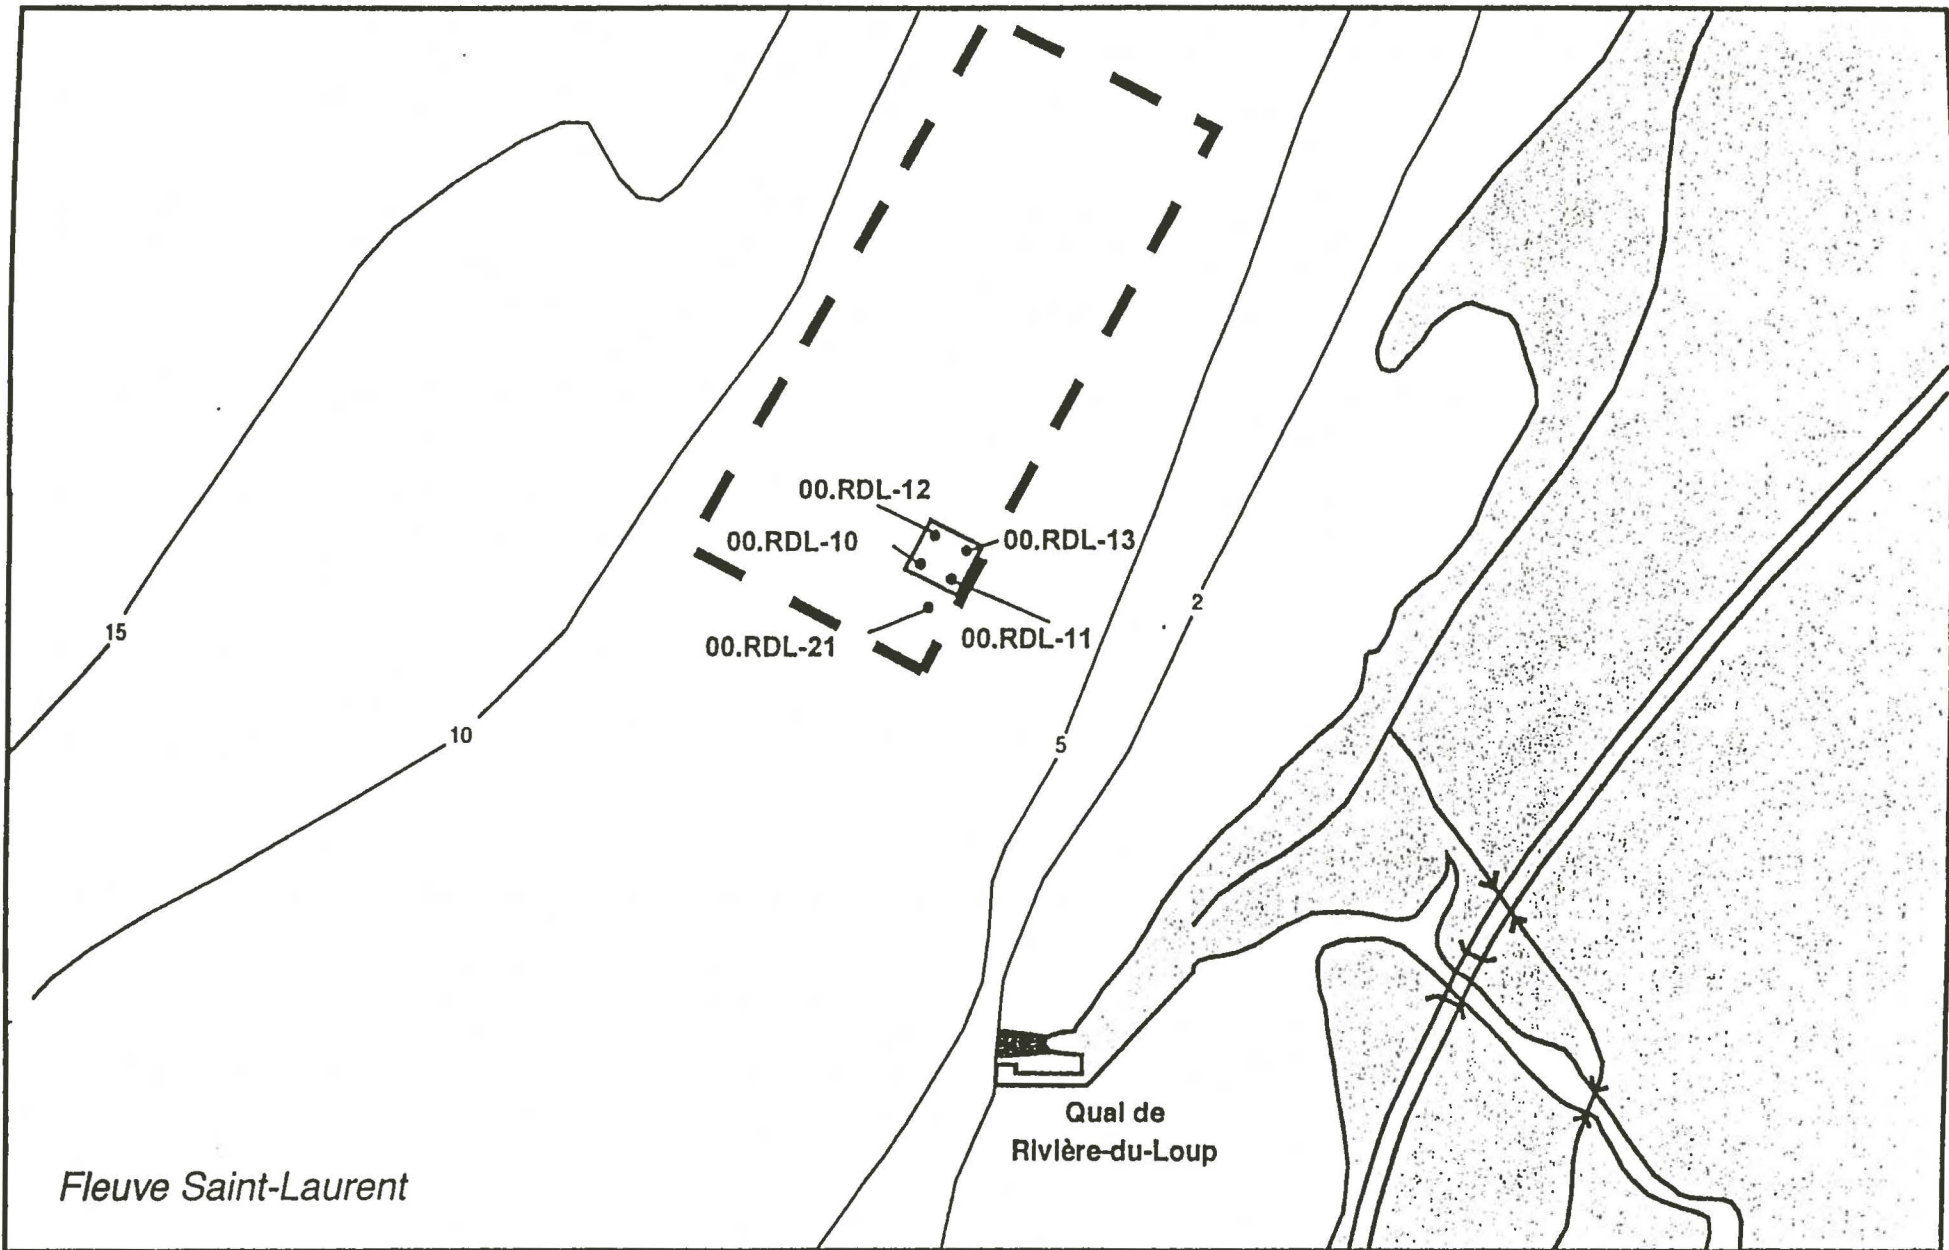 00.RDL-12
00.RDL-10
00.RDL-13
00.RDL-21
00.RDL-11
15
10
5
2
Quai de
Rivière-du-Loup
Fleuve Saint-Laurent